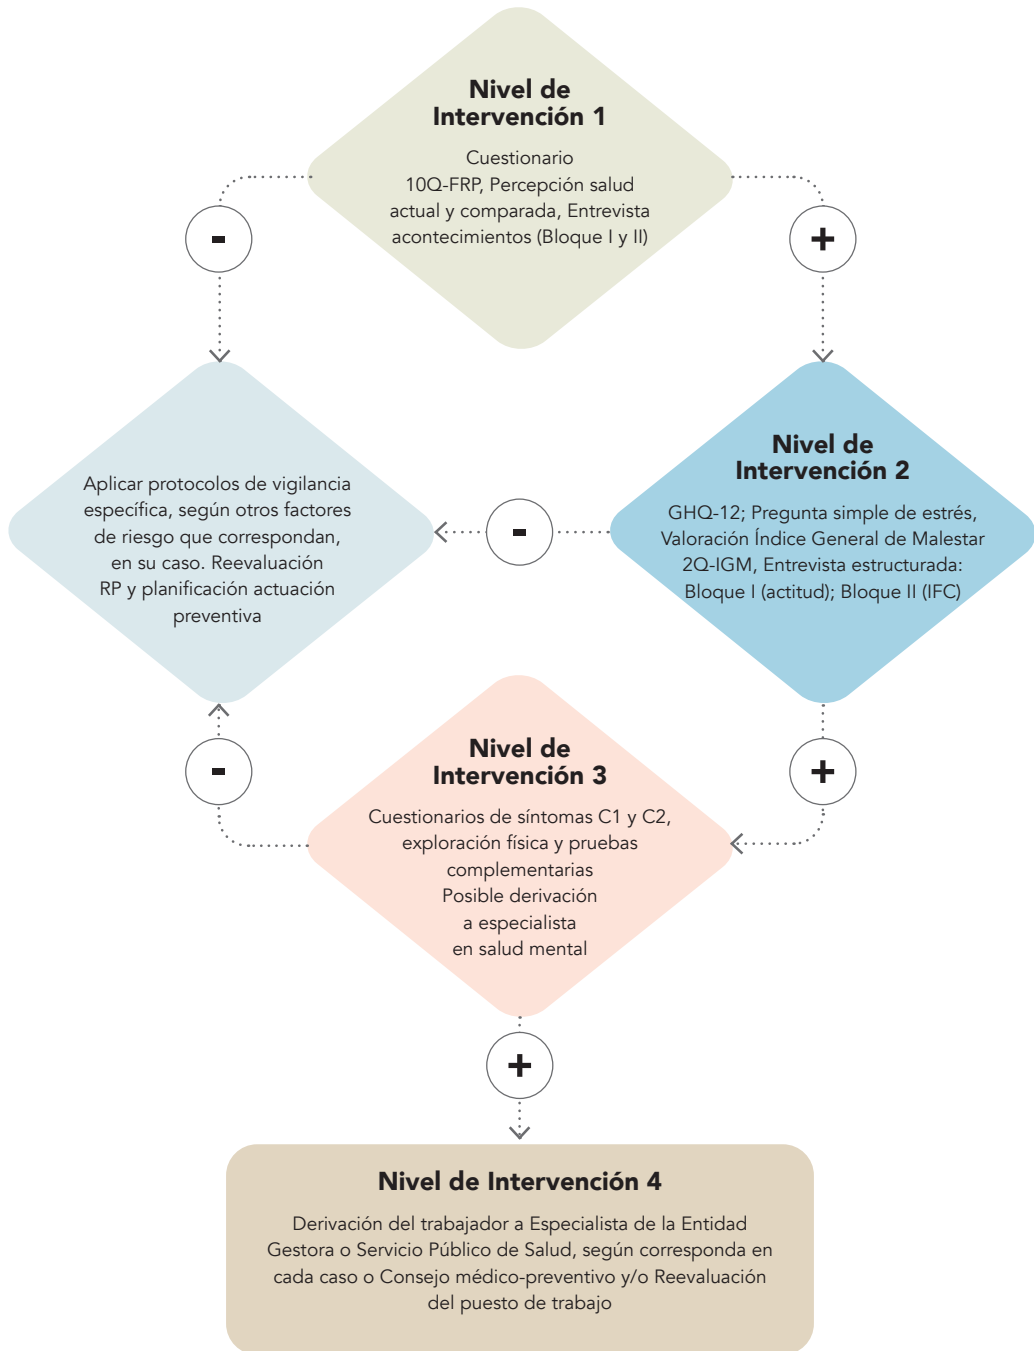 Nivel de
Intervención 1
Cuestionario
10Q-FRP, Percepción salud
actual y comparada, Entrevista
acontecimientos (Bloque I y II)
-
+
Aplicar protocolos de vigilancia
específica, según otros factores
de riesgo que correspondan,
en su caso. Reevaluación
RP y planificación actuación
preventiva
-
Nivel de
Intervención 2
GHQ-12; Pregunta simple de estrés,
Valoración Índice General de Malestar
2Q-IGM, Entrevista estructurada:
Bloque I (actitud); Bloque II (IFC)
-
+
Nivel de
Intervención 3
Cuestionarios de síntomas C1 y C2,
exploración física y pruebas
complementarias
Posible derivación
a especialista
en salud mental
+
Nivel de Intervención 4
Derivación del trabajador a Especialista de la Entidad
Gestora o Servicio Público de Salud, según corresponda en
cada caso o Consejo médico-preventivo y/o Reevaluación
del puesto de trabajo